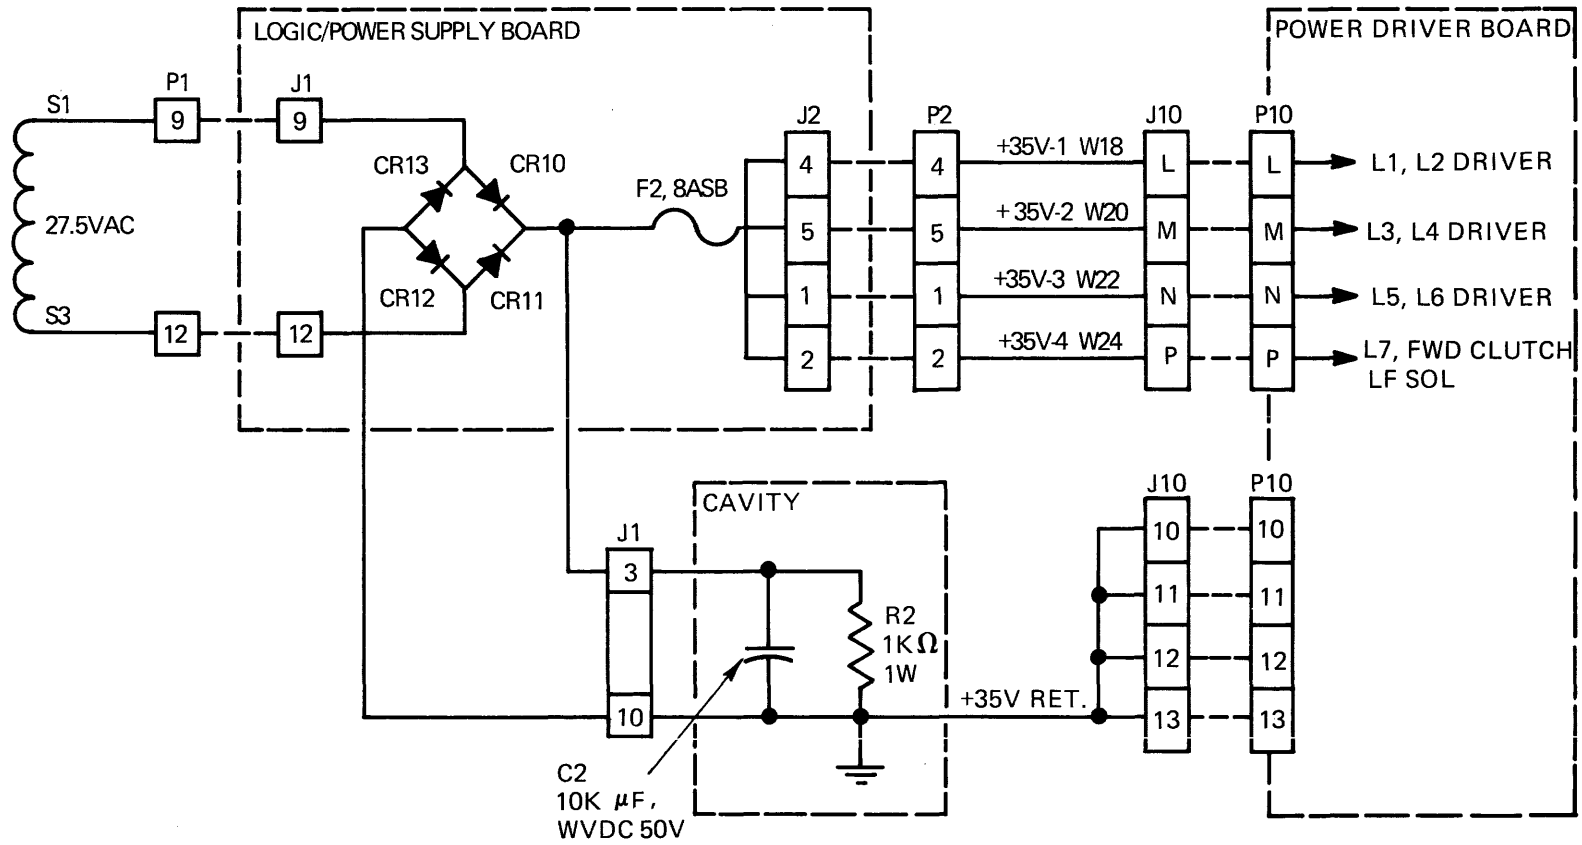 LOGIC/POWER SUPPLY BOARD
POWER DRIVER BOARD
P1
J1
S1
9
9
27.5VAC
S3
12
12
CR13
CR10
CR12
CR11
F2, 8ASB
J2
P2
J10
P10
4
4
+35V-1 W18
L
L
L1, L2 DRIVER
5
5
+35V-2 W20
M
M
L3, L4 DRIVER
1
1
+35V-3 W22
N
N
L5, L6 DRIVER
2
2
+35V-4 W24
P
P
L7, FWD CLUTCH
LF SOL
CAVITY
J1
3
10
R2
1K Ω
1W
C2
10K µF,
WVDC 50V
+35V RET.
J10
P10
10
10
11
11
12
12
13
13